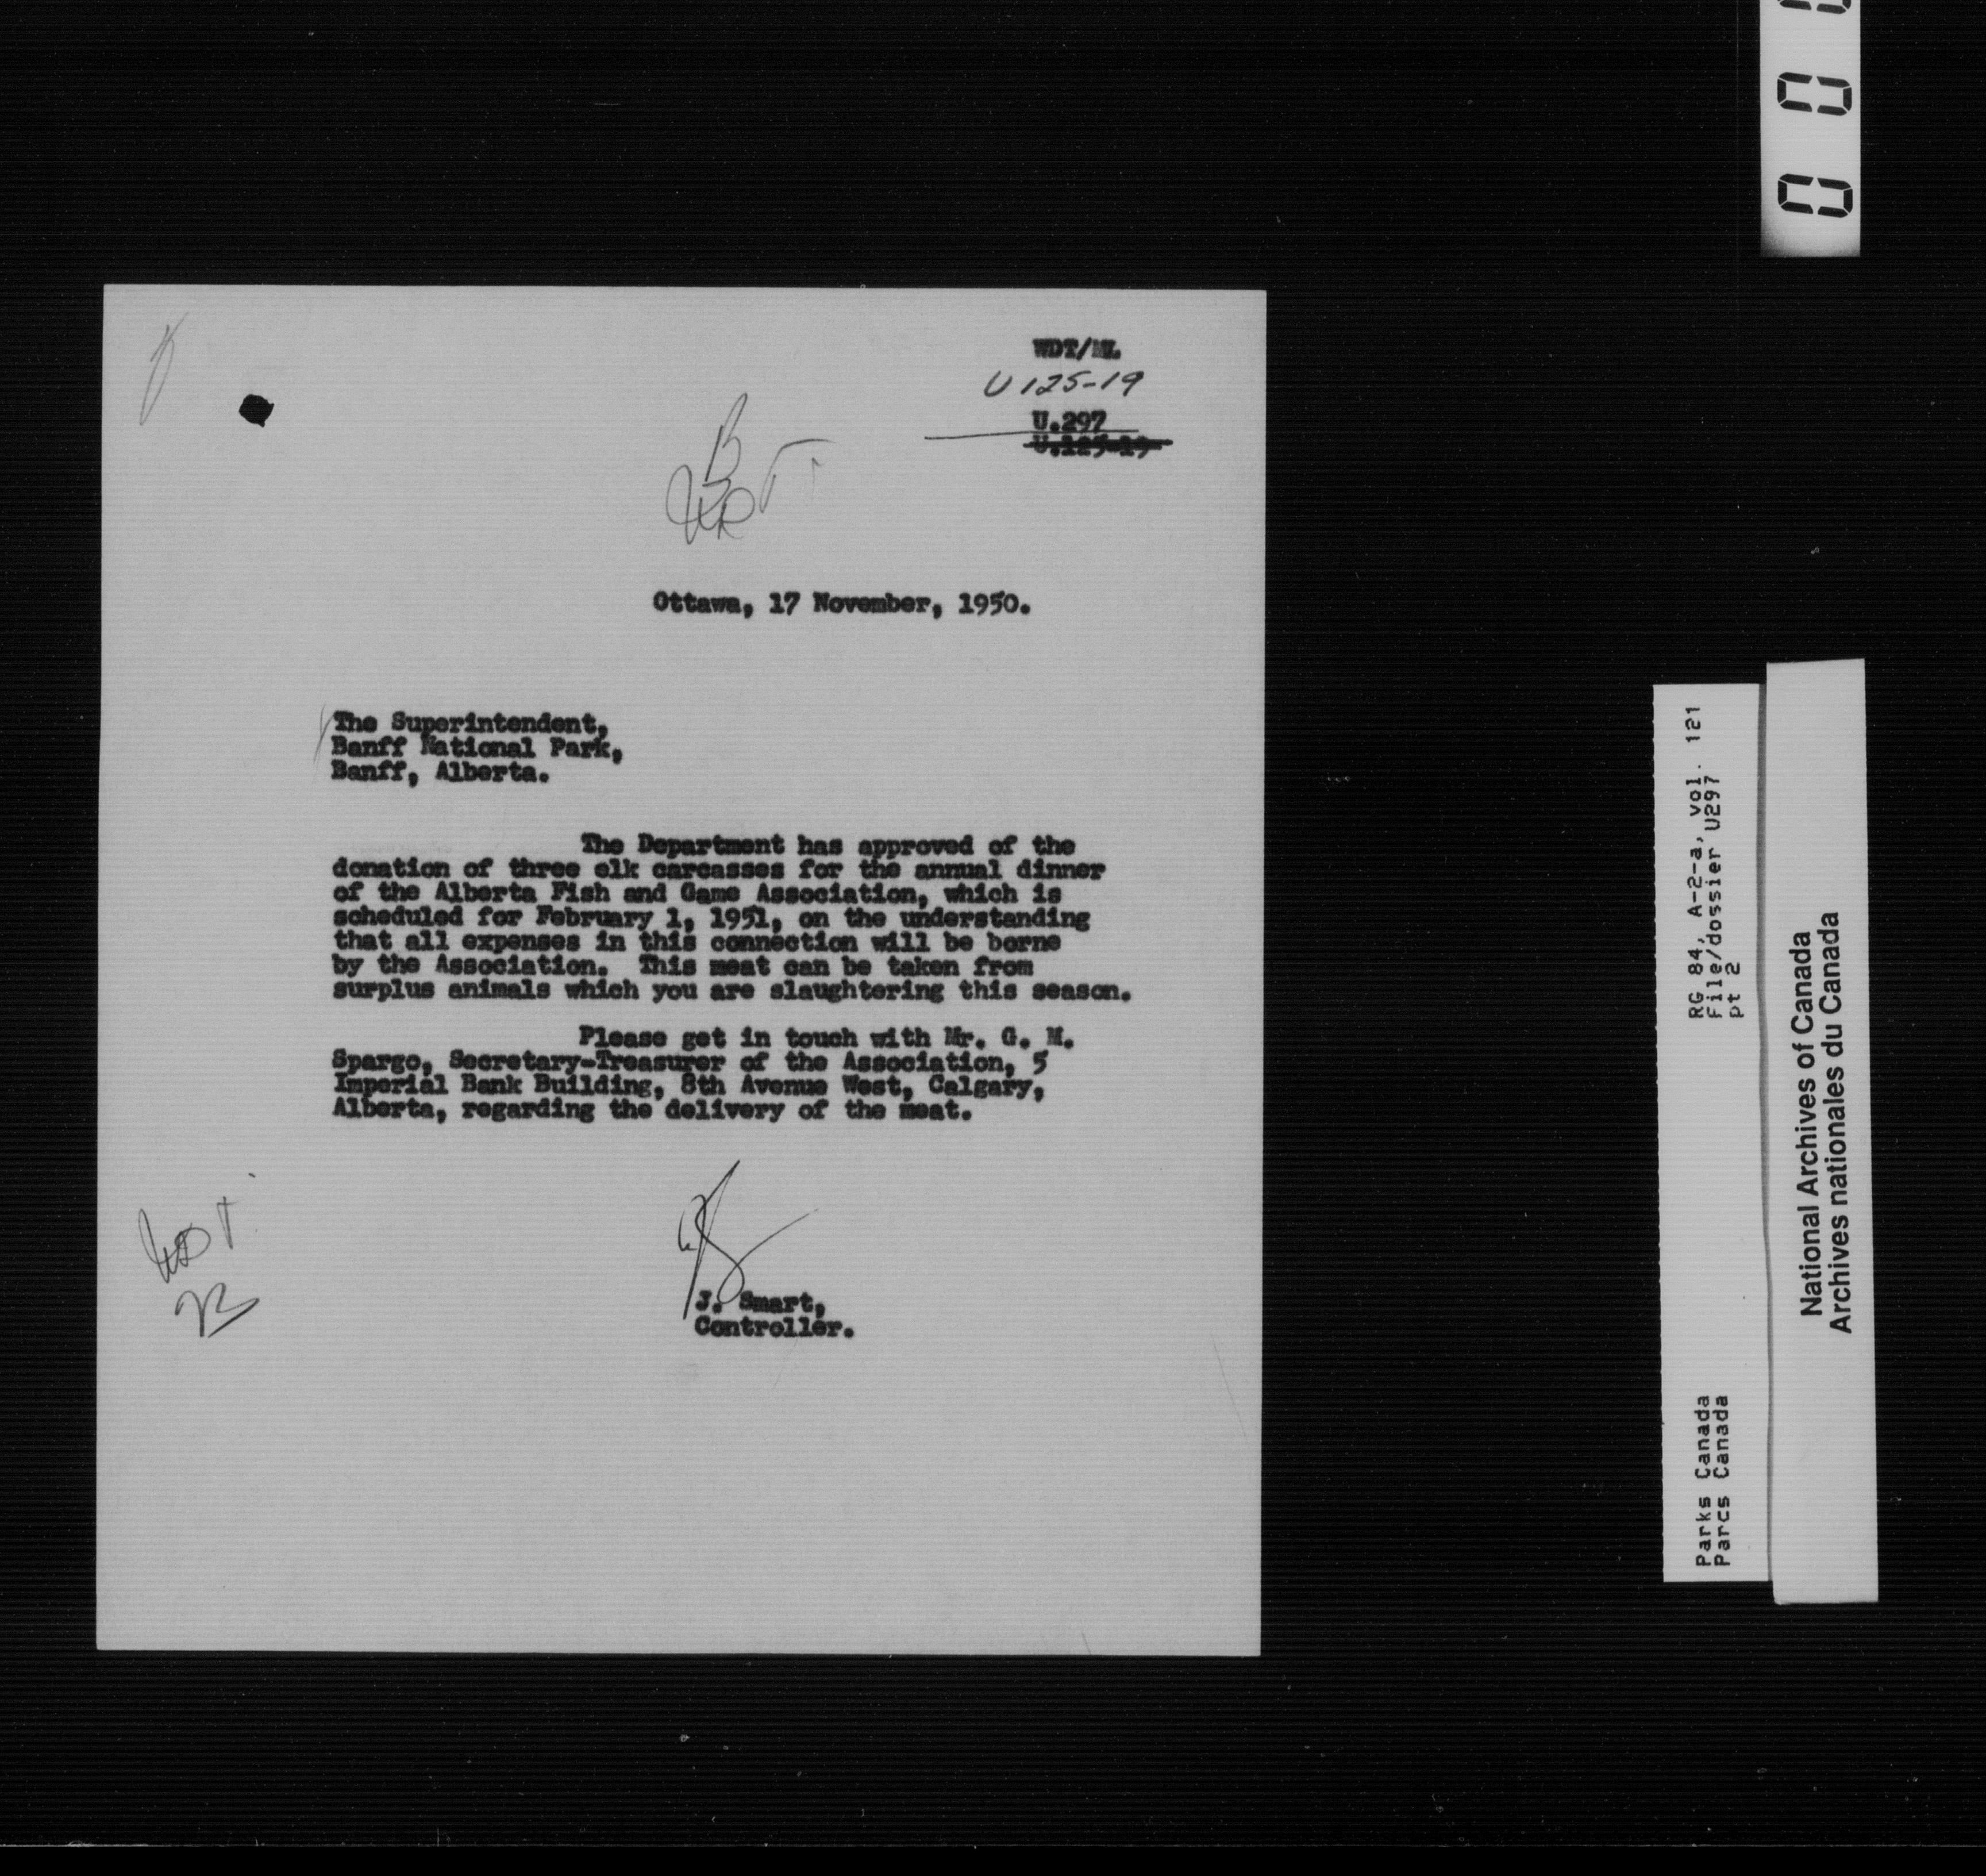 WDT/ML
U 125-19
U.297
U.125-19
Ottawa, 17 November, 1950.
The Superintendent,
Banff National Park,
Banff, Alberta.
The Department has approved of the
donation of three elk carcasses for the annual dinner
of the Alberta Fish and Game Association, which is
scheduled for February 1, 1951, on the understanding
that all expenses in this connection will be borne
by the Association. This meat can be taken from
surplus animals which you are slaughtering this season.
Please get in touch with Mr. G. M.
Spargo, Secretary-Treasurer of the Association, 5
Imperial Bank Building, 8th Avenue West, Calgary,
Alberta, regarding the delivery of the meat.
J. Smart,
Controller.
RG 84, A-2-a, vol. 121
File/dossier U297
pt 2
Parks Canada
Parcs Canada
National Archives of Canada
Archives nationales du Canada